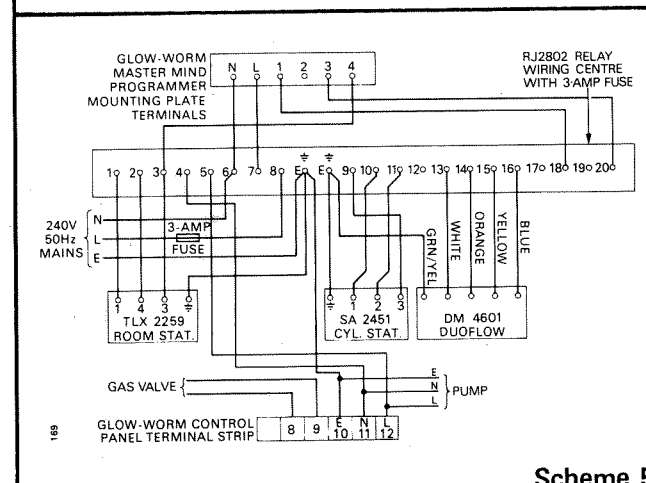 GLOW-WORM
MASTER MIND
PROGRAMMER
MOUNTING PLATE
TERMINALS
N L 1 2 3 4
RJ2802 RELAY
WIRING CENTRE
WITH 3-AMP FUSE
1 2 3 4 5 6 7 8 E E 9 10 11 12 13 14 15 16 17 18 19 20
240V
50Hz
MAINS
N
L
E
3-AMP
FUSE
GRN/YEL
WHITE
ORANGE
YELLOW
BLUE
1 4 3
TLX 2259
ROOM STAT.
1 2 3
SA 2451
CYL. STAT.
DM 4601
DUOFLOW
GAS VALVE
E
N
L
PUMP
GLOW-WORM CONTROL
PANEL TERMINAL STRIP
8 9 E 10 N 11 L 12
169
Scheme 5